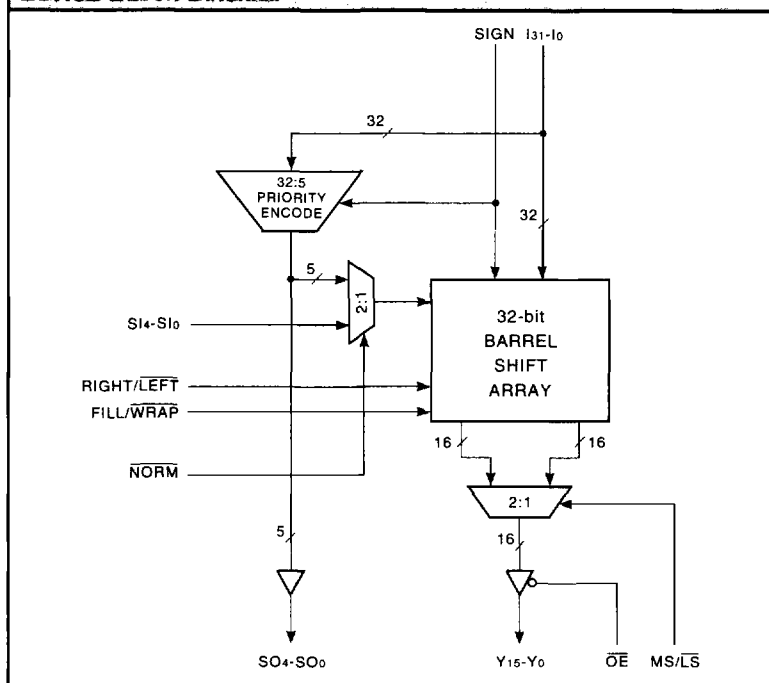 SIGN I31-I0
32
32:5
PRIORITY
ENCODE
32
5
2:1
SI4-SI0
32-bit
BARREL
SHIFT
ARRAY
RIGHT/LEFT
FILL/WRAP
16
16
NORM
2:1
5
16
SO4-SO0
Y15-Y0
OE
MS/LS